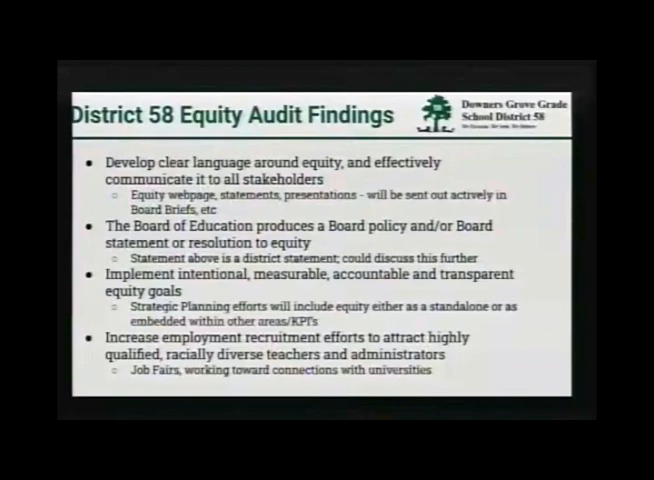 District 58 Equity Audit Findings
Downers Grove Grade
School District 58
● Develop clear language around equity, and effectively
communicate it to all stakeholders
○ Equity webpage, statements, presentations - will be sent out actively in
Board Briefs, etc
● The Board of Education produces a Board policy and/or Board
statement or resolution to equity
○ Statement above is a district statement; could discuss this further
● Implement intentional, measurable, accountable and transparent
equity goals
○ Strategic Planning efforts will include equity either as a standalone or as
embedded within other areas/KPI's
● Increase employment recruitment efforts to attract highly
qualified, racially diverse teachers and administrators
○ Job Fairs, working toward connections with universities